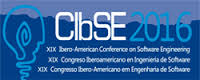 CIbSE 2016
XIX Ibero-American Conference on Software Engineering
XIX Congreso Iberoamericano en Ingeniería de Software
XIX Congresso Ibero-Americano em Engenharia de Software